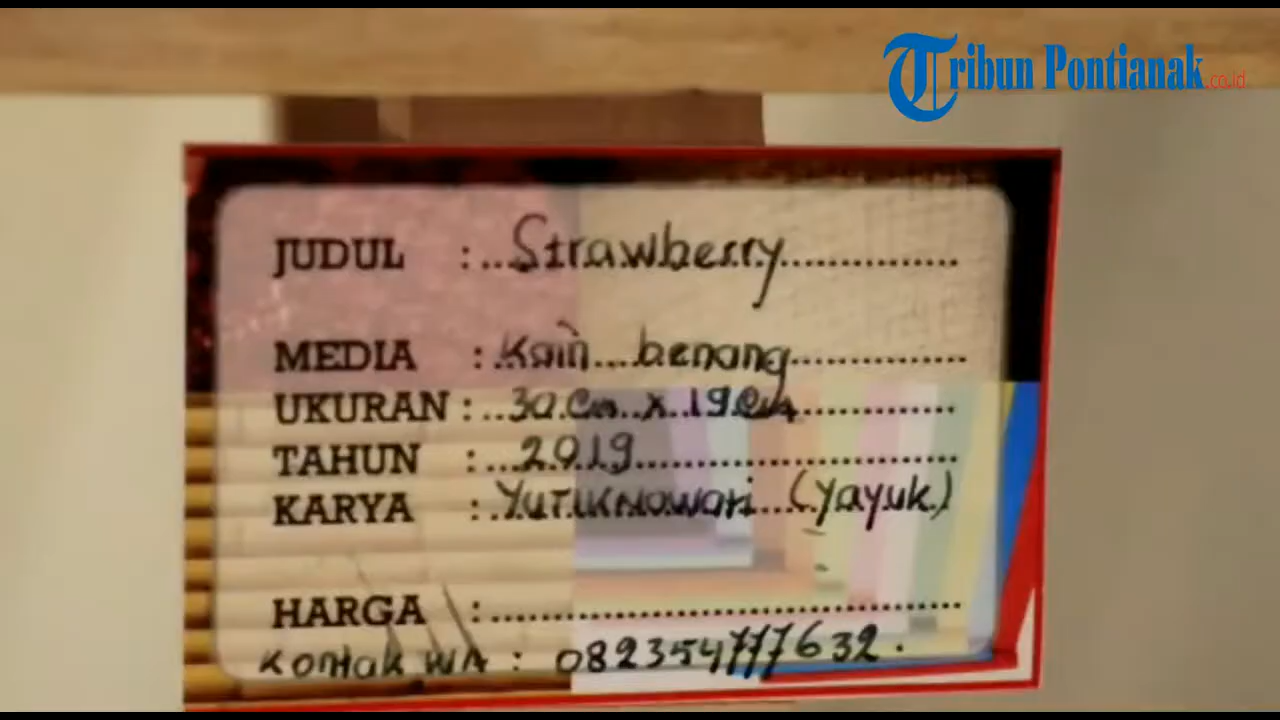 Tribun Pontianak.co.id
JUDUL : Strawberry
MEDIA : Kain benang
UKURAN : 30 Cm x 19 Cm
TAHUN : 2019
KARYA : (Yayuk)
HARGA :
Kontak WA : 082354777632.